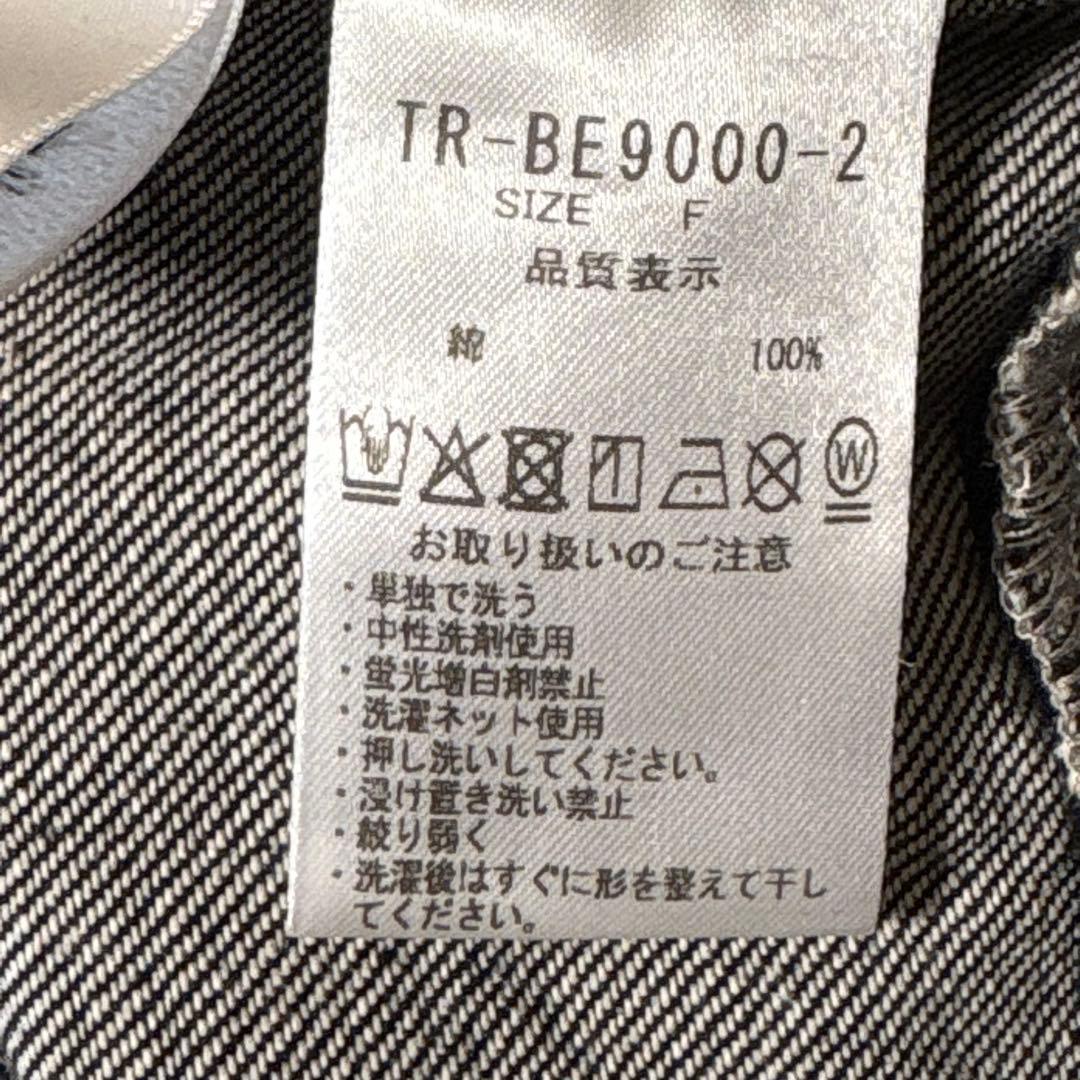 TR-BE9000-2
SIZE F
品質表示
綿 100%
W
お取り扱いのご注意
・単独で洗う
・中性洗剤使用
・蛍光増白剤禁止
・洗濯ネット使用
・押し洗いしてください。
・浸け置き洗い禁止
・絞り弱く
・洗濯後はすぐに形を整えて干し
てください。